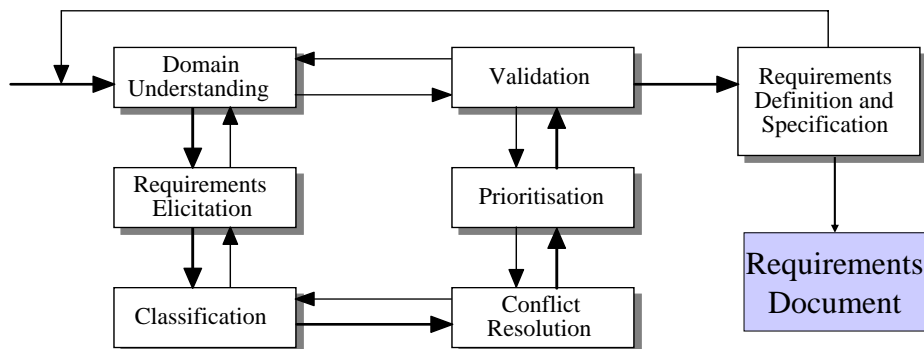 Domain
Understanding
Validation
Requirements
Definition and
Specification
Requirements
Elicitation
Prioritisation
Requirements
Document
Classification
Conflict
Resolution